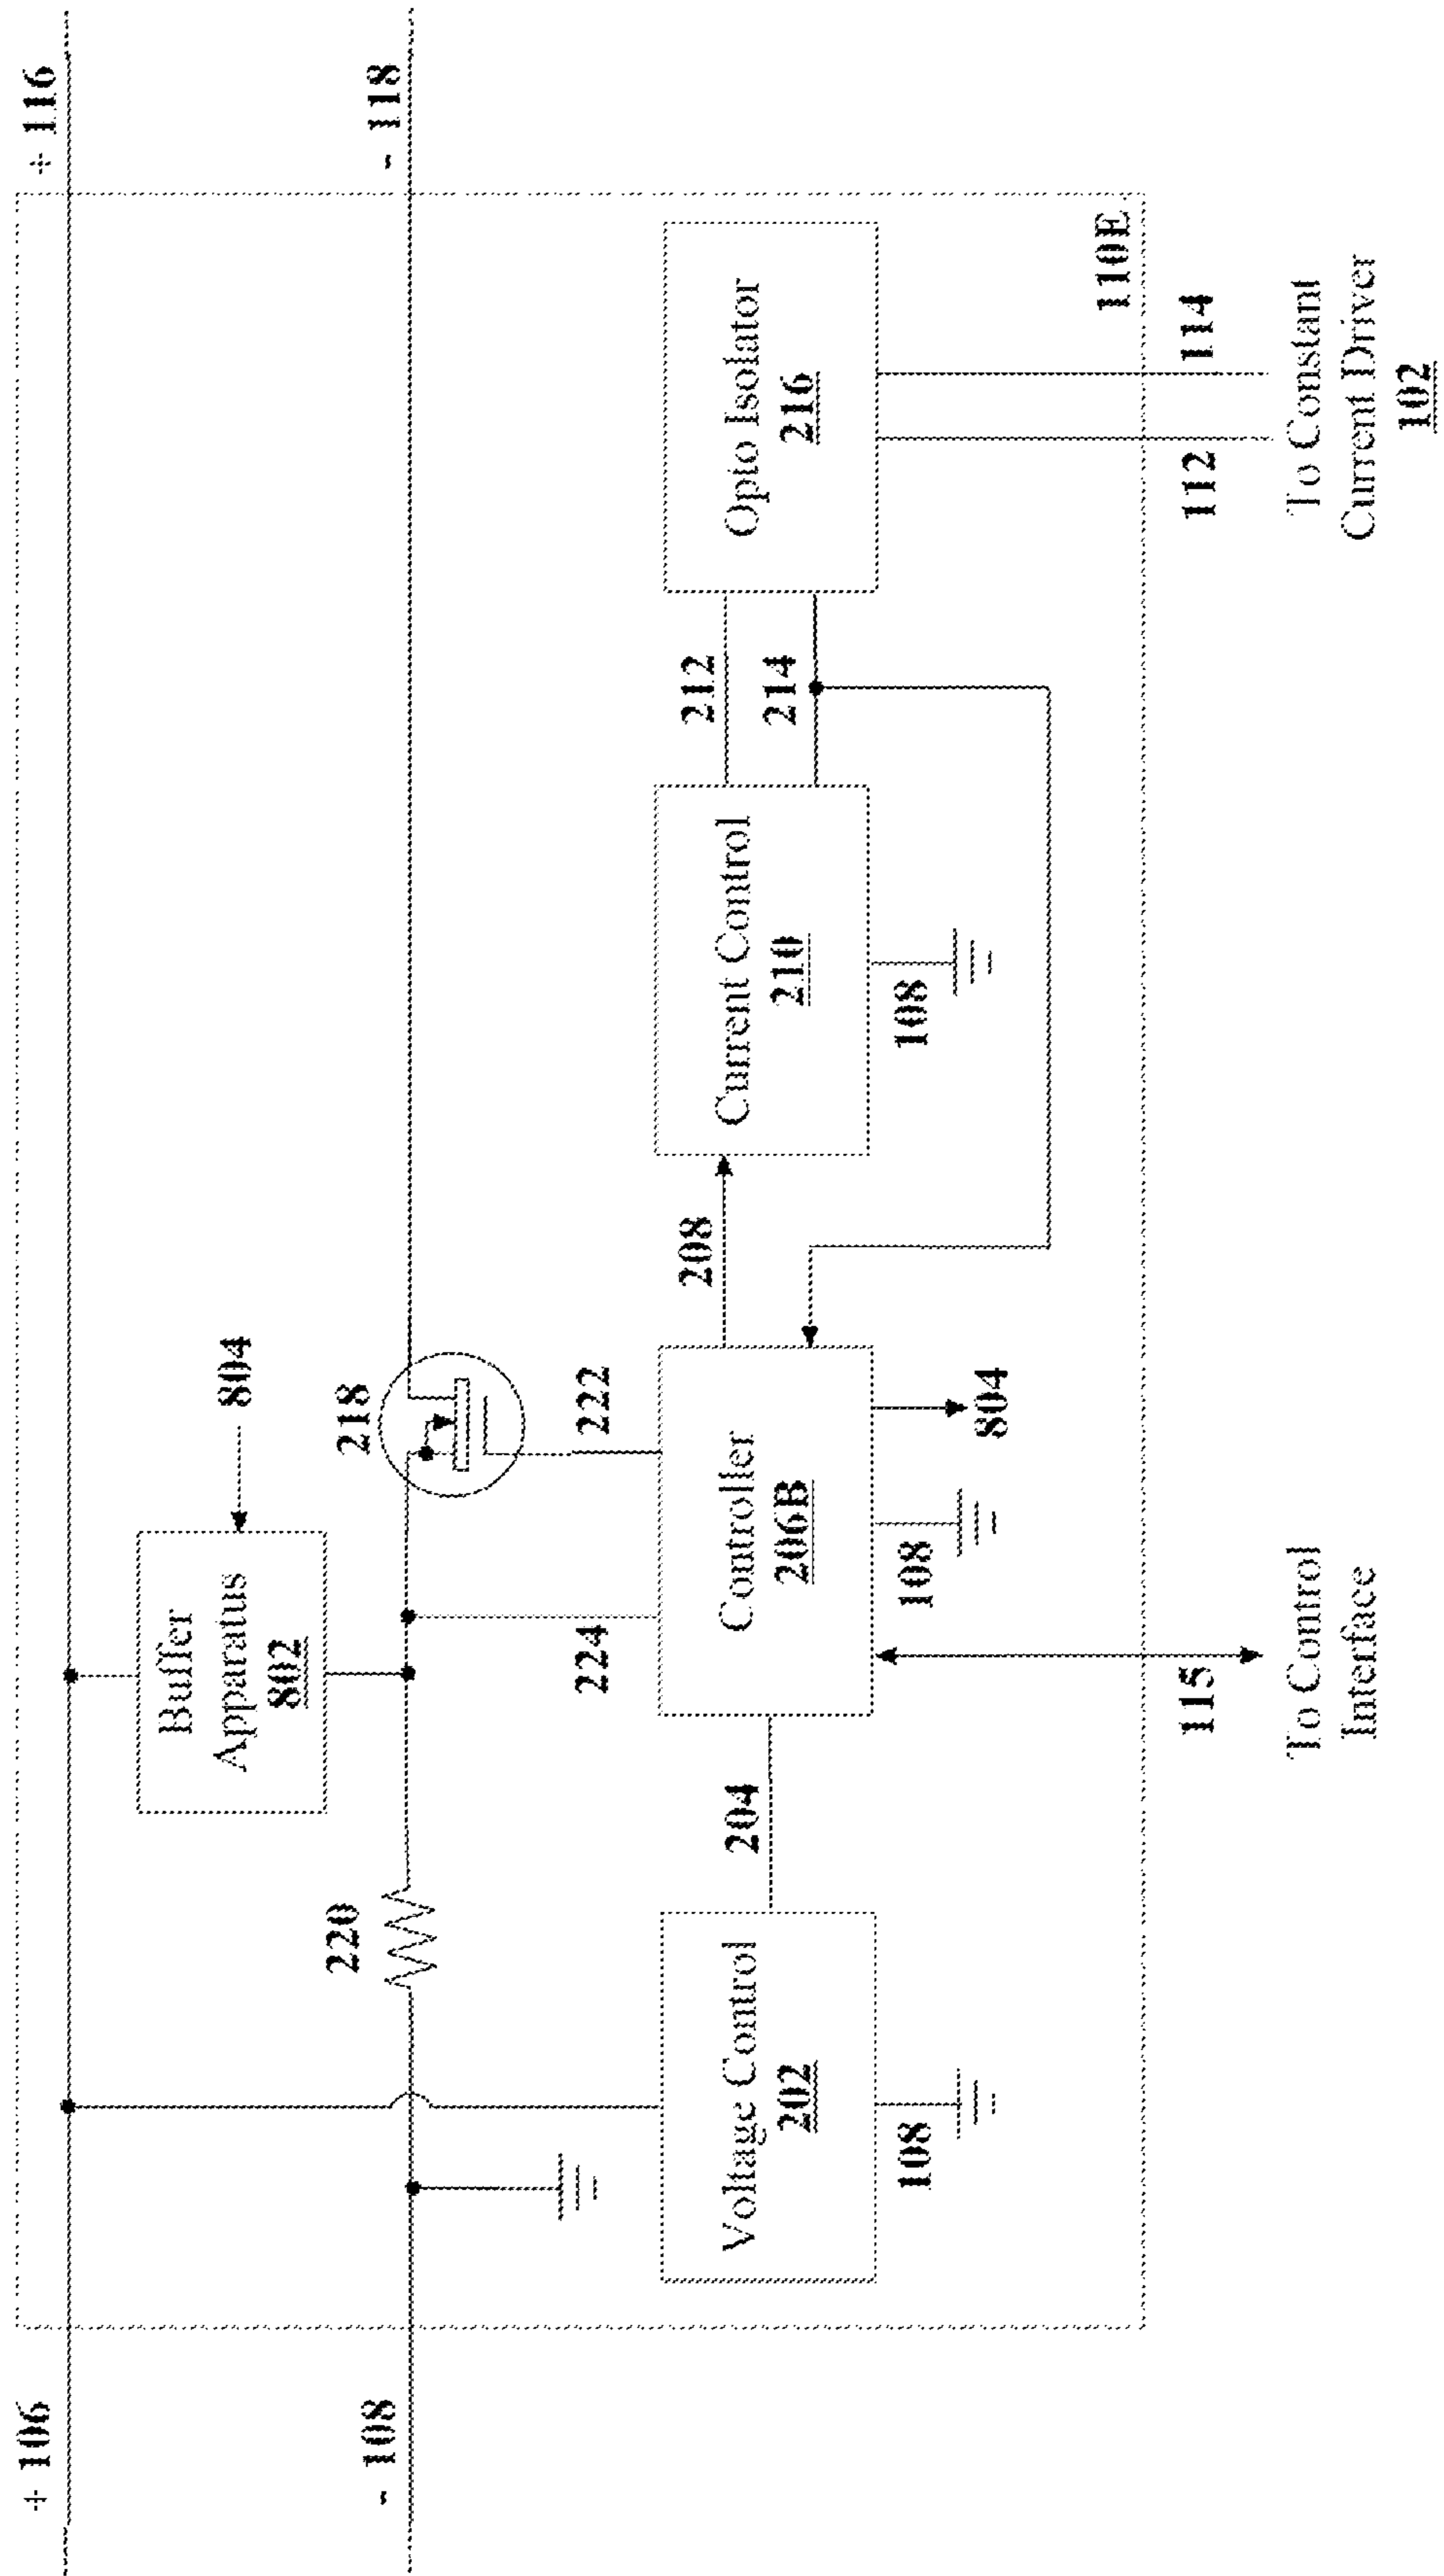 + 106
- 108
+ 116
- 118
Buffer
Apparatus
802
804
220
218
224
222
Voltage Control
202
108
204
Controller
206B
108
804
208
Current Control
210
108
212
214
Opto Isolator
216
110E
115
To Control
Interface
112
114
To Constant
Current Driver
102